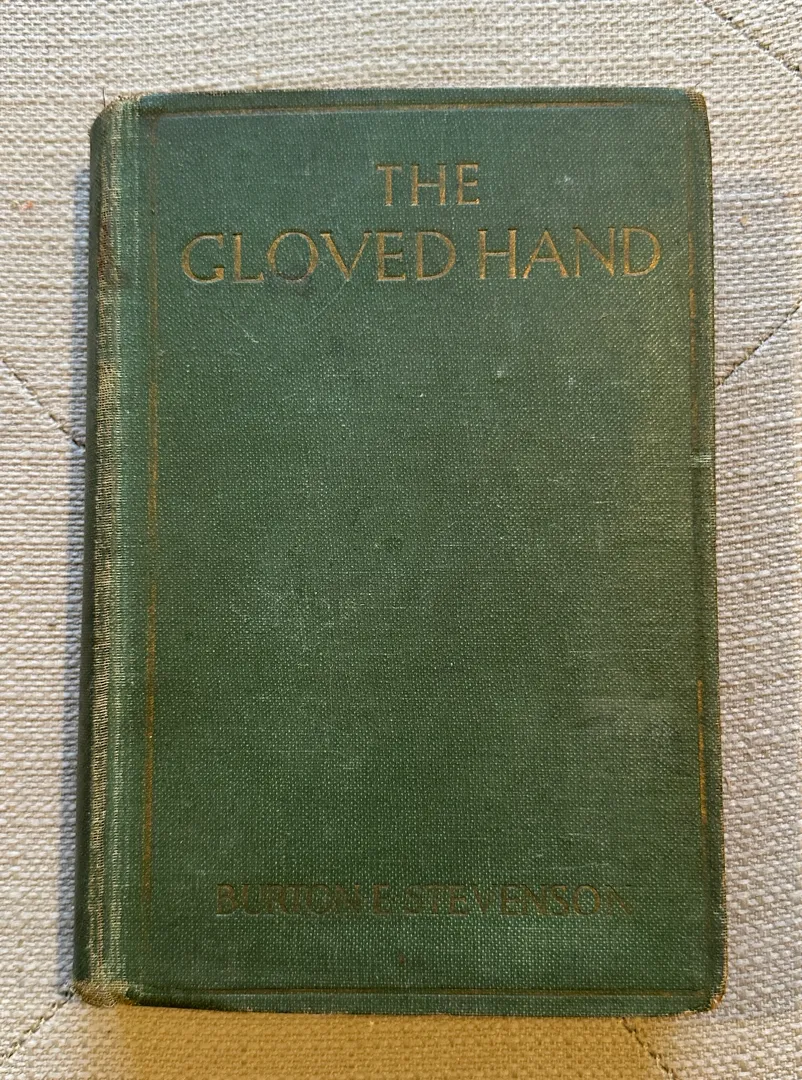 THE
GLOVED HAND
BURTON E. STEVENSON